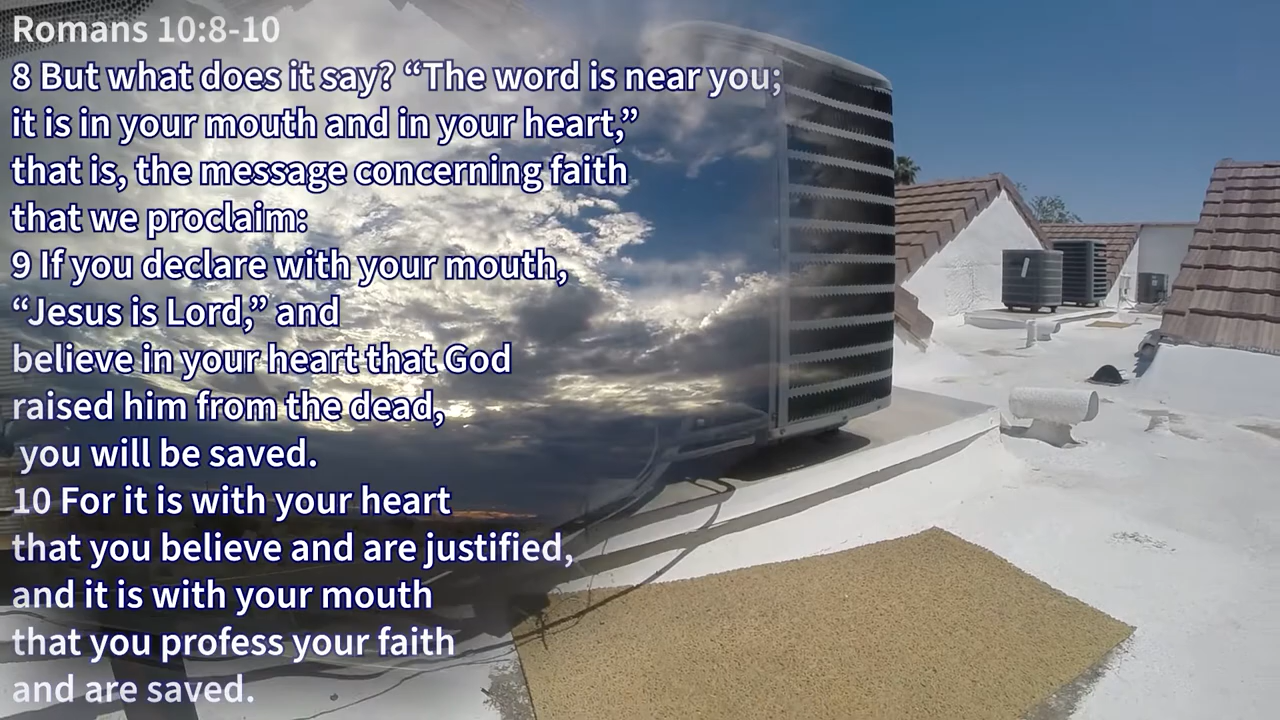 Romans 10:8-10
8 But what does it say? “The word is near you;
it is in your mouth and in your heart,”
that is, the message concerning faith
that we proclaim:
9 If you declare with your mouth,
“Jesus is Lord,” and
believe in your heart that God
raised him from the dead,
you will be saved.
10 For it is with your heart
that you believe and are justified,
and it is with your mouth
that you profess your faith
and are saved.